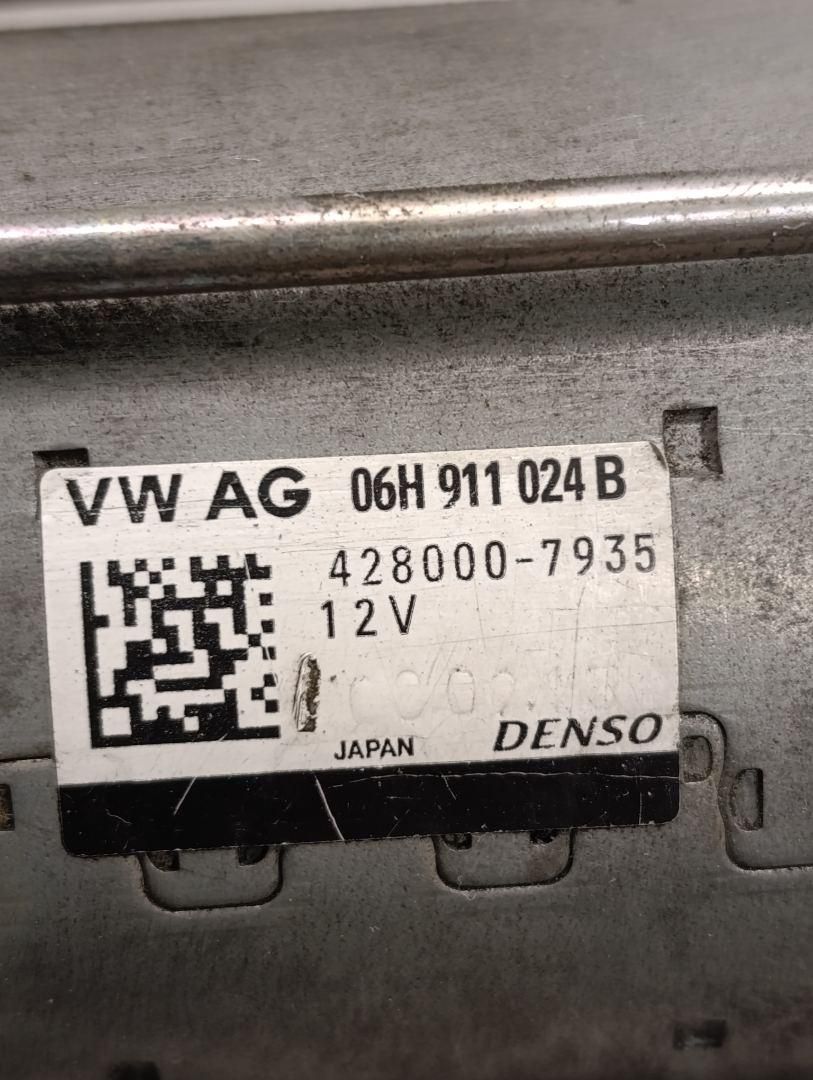 VW AG 06H 911 024 B
428000-7935
12V
JAPAN DENSO